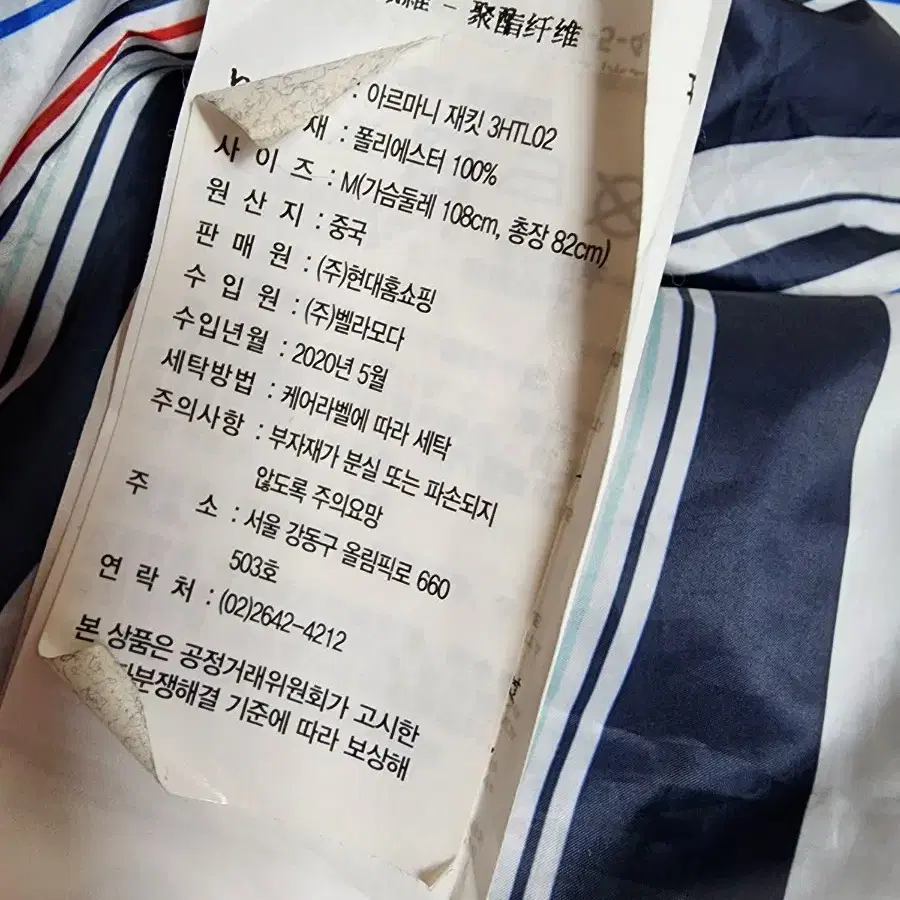 聚酯纤维
: 아르마니 재킷 3HTL02
재 : 폴리에스터 100%
사 이 즈 : M(가슴둘레 108cm, 총장 82cm)
원 산 지 : 중국
판 매 원 : (주)현대홈쇼핑
수 입 원 : (주)벨라모다
수입년월 : 2020년 5월
세탁방법 : 케어라벨에 따라 세탁
주의사항 : 부자재가 분실 또는 파손되지
않도록 주의요망
주 소 : 서울 강동구 올림픽로 660
503호
연 락 처 : (02)2642-4212
본 상품은 공정거래위원회가 고시한
기준에 따라 보상해